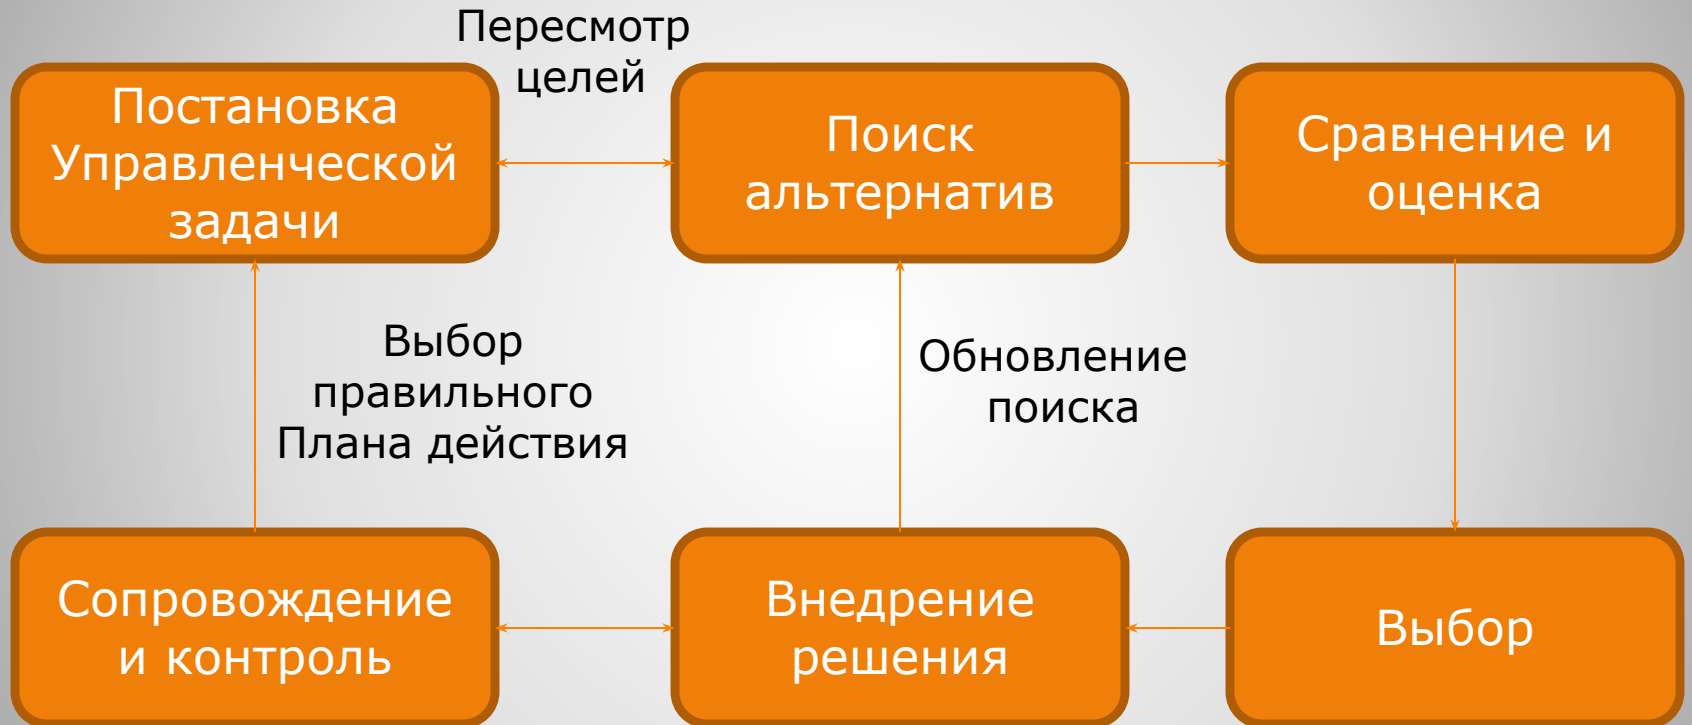 Пересмотр
целей
Постановка
Управленческой
задачи
Поиск
альтернатив
Сравнение и
оценка
Выбор
правильного
Плана действия
Обновление
поиска
Сопровождение
и контроль
Внедрение
решения
Выбор